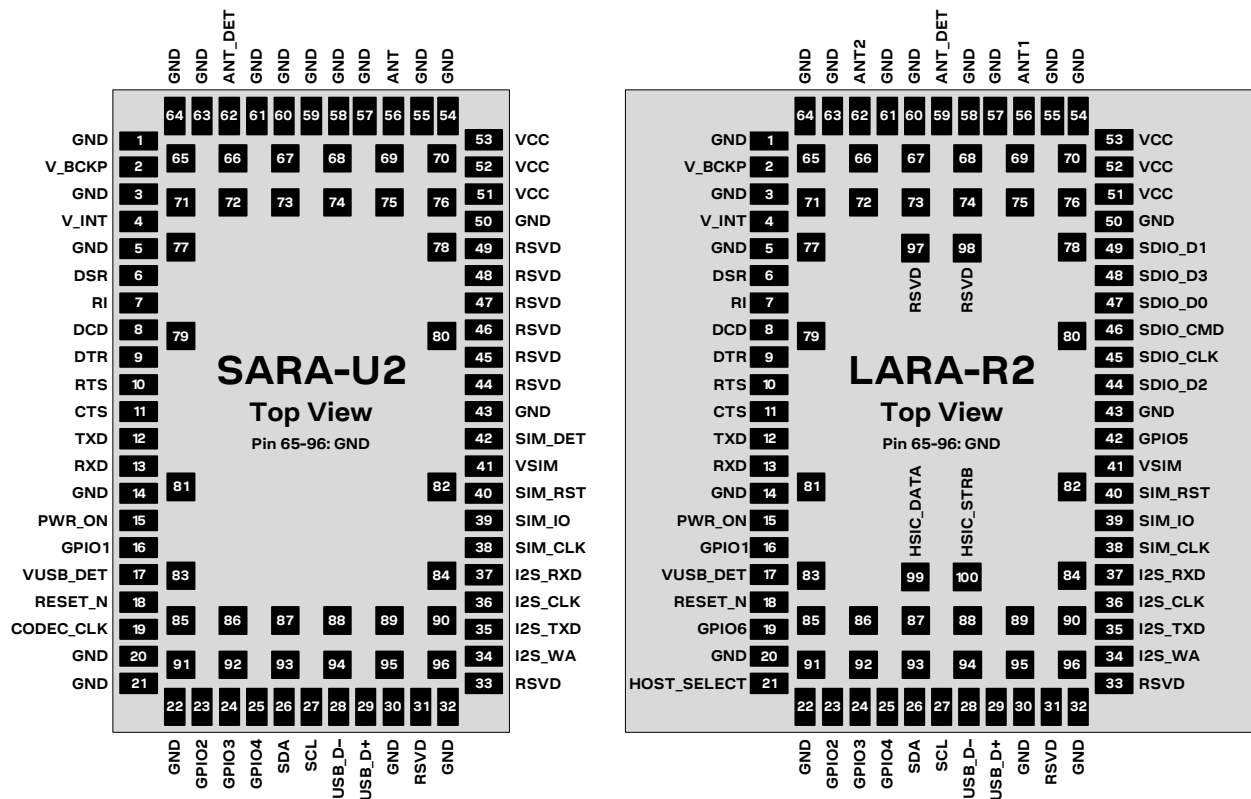 GND GND ANT_DET GND GND GND GND GND ANT GND GND
64 63 62 61 60 59 58 57 56 55 54
GND 1 53 VCC
65 66 67 68 69 70
V_BCKP 2 52 VCC
GND 3 51 VCC
71 72 73 74 75 76
V_INT 4 50 GND
GND 5 77 78 49 RSVD
DSR 6 48 RSVD
RI 7 47 RSVD
DCD 8 79 80 46 RSVD
DTR 9 45 RSVD
SARA-U2
RTS 10 44 RSVD
CTS 11 Top View 43 GND
TXD 12 Pin 65-96: GND 42 SIM_DET
RXD 13 41 VSIM
GND 14 81 82 40 SIM_RST
PWR_ON 15 39 SIM_IO
GPIO1 16 38 SIM_CLK
VUSB_DET 17 83 84 37 I2S_RXD
RESET_N 18 36 I2S_CLK
85 86 87 88 89 90
CODEC_CLK 19 35 I2S_TXD
GND 20 34 I2S_WA
91 92 93 94 95 96
GND 21 33 RSVD
22 23 24 25 26 27 28 29 30 31 32
GND GPIO2 GPIO3 GPIO4 SDA SCL USB_D- USB_D+ GND RSVD GND
GND GND ANT2 GND GND ANT_DET GND GND ANT1 GND GND
64 63 62 61 60 59 58 57 56 55 54
GND 1 53 VCC
65 66 67 68 69 70
V_BCKP 2 52 VCC
GND 3 51 VCC
71 72 73 74 75 76
V_INT 4 50 GND
GND 5 77 97 98 78 49 SDIO_D1
DSR 6 RSVD RSVD 48 SDIO_D3
RI 7 47 SDIO_D0
DCD 8 79 80 46 SDIO_CMD
DTR 9 45 SDIO_CLK
LARA-R2
RTS 10 44 SDIO_D2
CTS 11 Top View 43 GND
TXD 12 Pin 65-96: GND 42 GPIO5
RXD 13 41 VSIM
GND 14 81 HSIC_DATA HSIC_STRB 82 40 SIM_RST
PWR_ON 15 39 SIM_IO
GPIO1 16 38 SIM_CLK
VUSB_DET 17 83 99 100 84 37 I2S_RXD
RESET_N 18 36 I2S_CLK
85 86 87 88 89 90
GPIO6 19 35 I2S_TXD
GND 20 34 I2S_WA
91 92 93 94 95 96
HOST_SELECT 21 33 RSVD
22 23 24 25 26 27 28 29 30 31 32
GND GPIO2 GPIO3 GPIO4 SDA SCL USB_D- USB_D+ GND RSVD GND